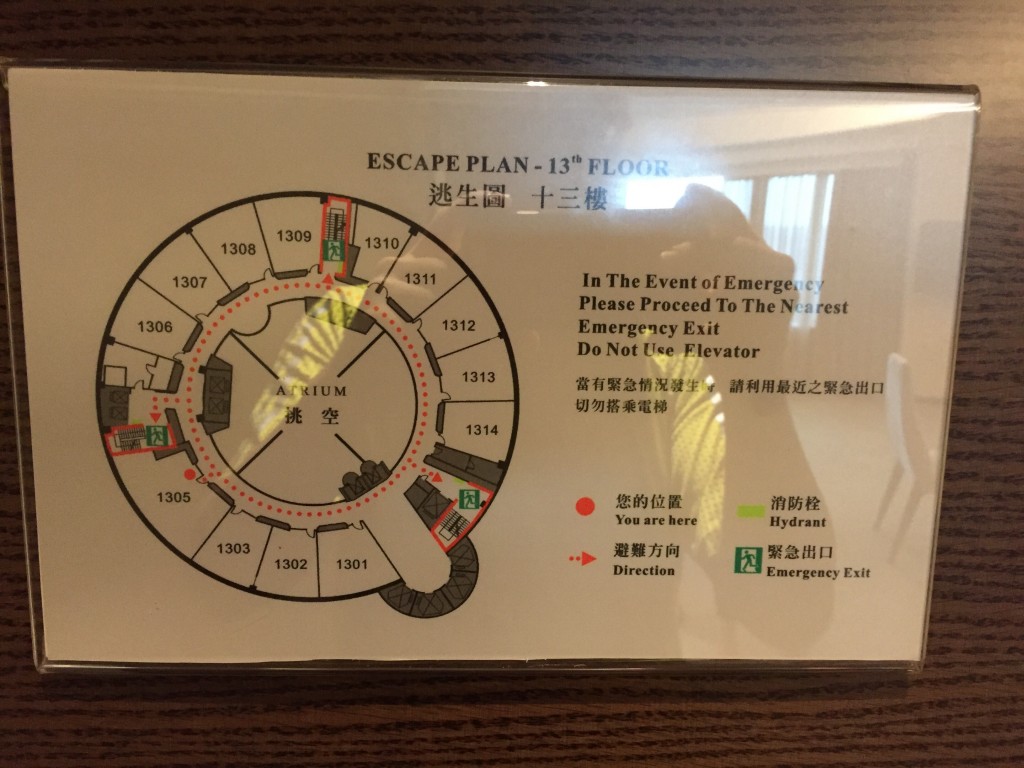 ESCAPE PLAN - 13th FLOOR
逃生圖 十三樓
1309
1310
1308
1311
1307
1312
1306
1313
ATRIUM
挑 空
1314
1305
1303
1302
1301
In The Event of Emergency
Please Proceed To The Nearest
Emergency Exit
Do Not Use Elevator
當有緊急情況發生時 請利用最近之緊急出口
切勿搭乘電梯
您的位置
You are here
消防栓
Hydrant
避難方向
Direction
緊急出口
Emergency Exit